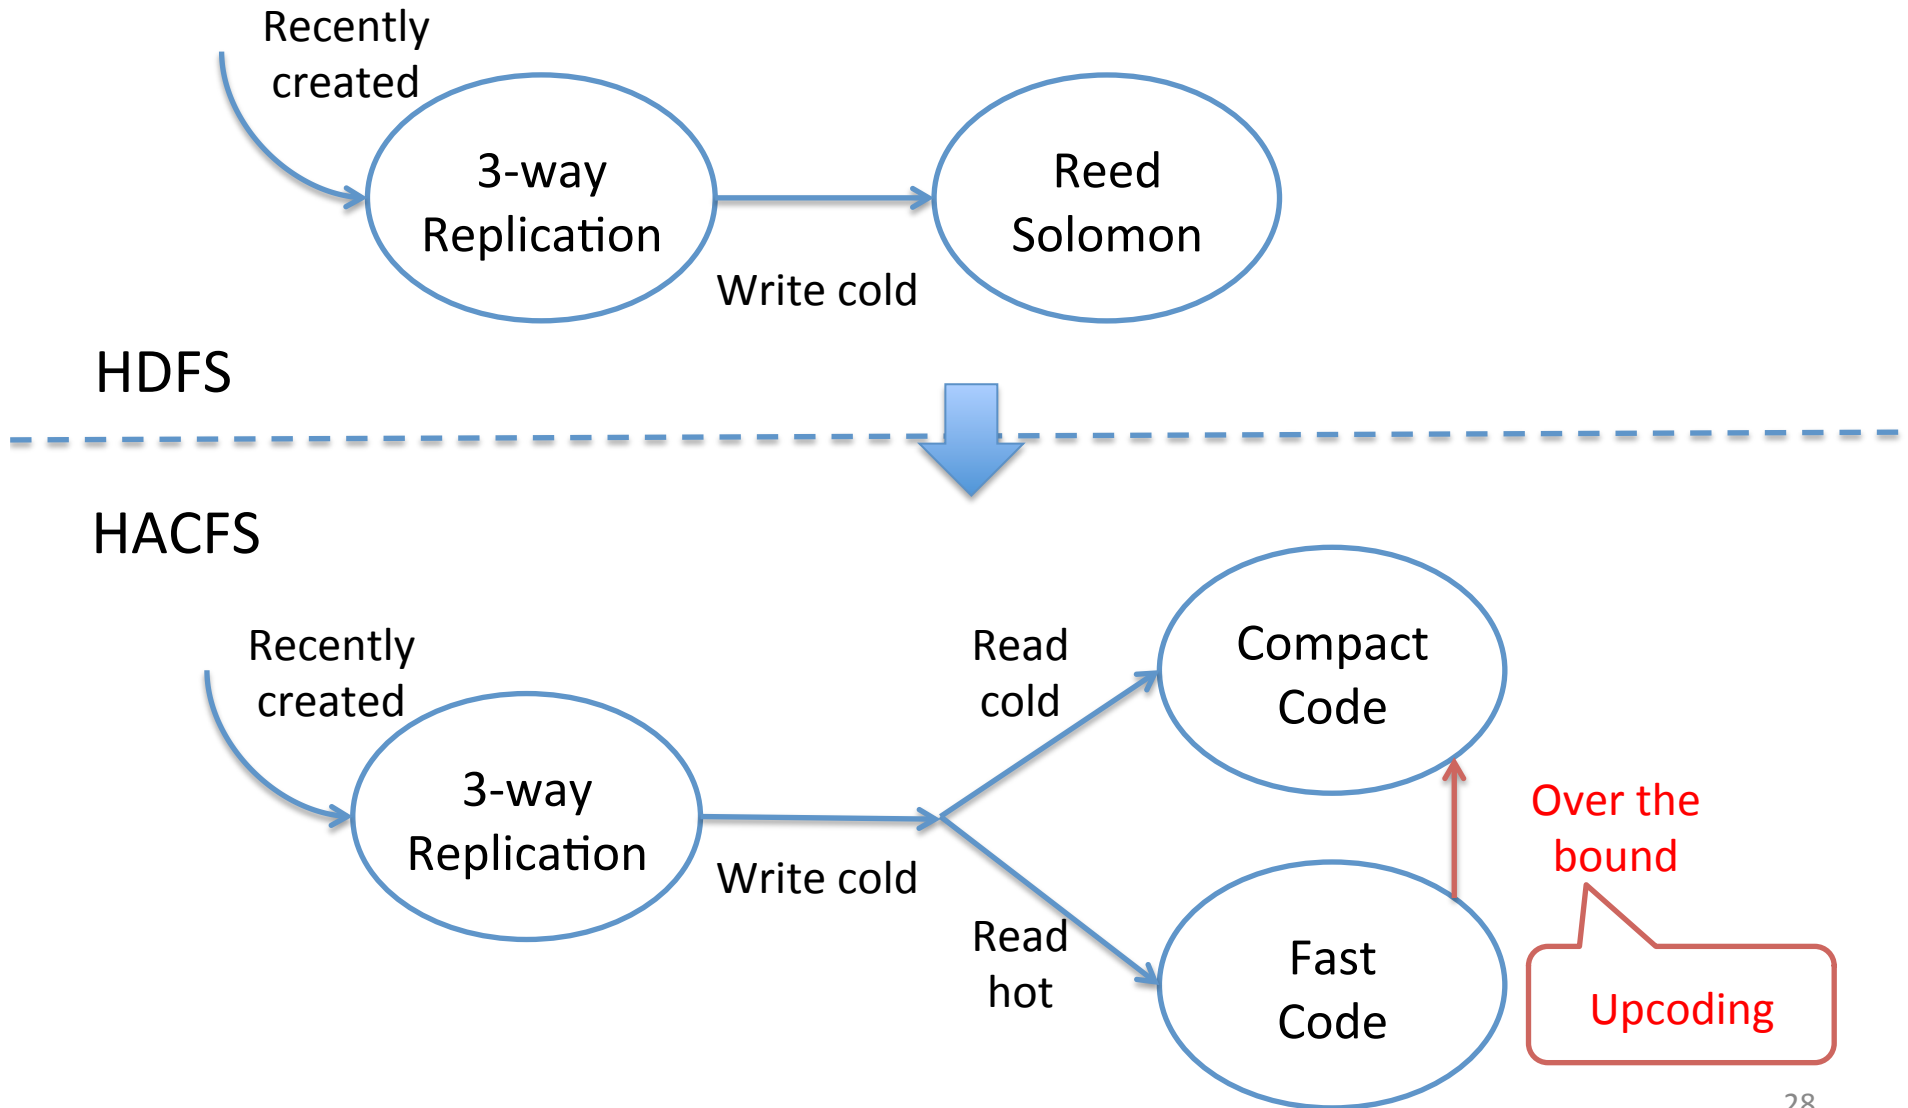 Recently
created
3-way
Replication
Write cold
Reed
Solomon
HDFS
HACFS
Recently
created
3-way
Replication
Write cold
Read
cold
Read
hot
Compact
Code
Fast
Code
Over the
bound
Upcoding
28